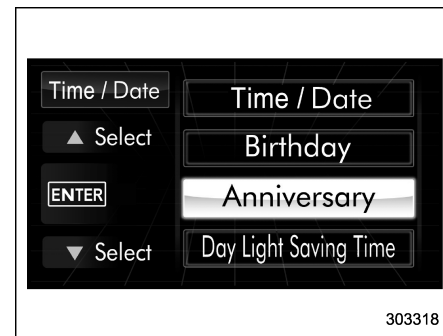 Time / Date
▲ Select
ENTER
▼ Select
Time / Date
Birthday
Anniversary
Day Light Saving Time
303318